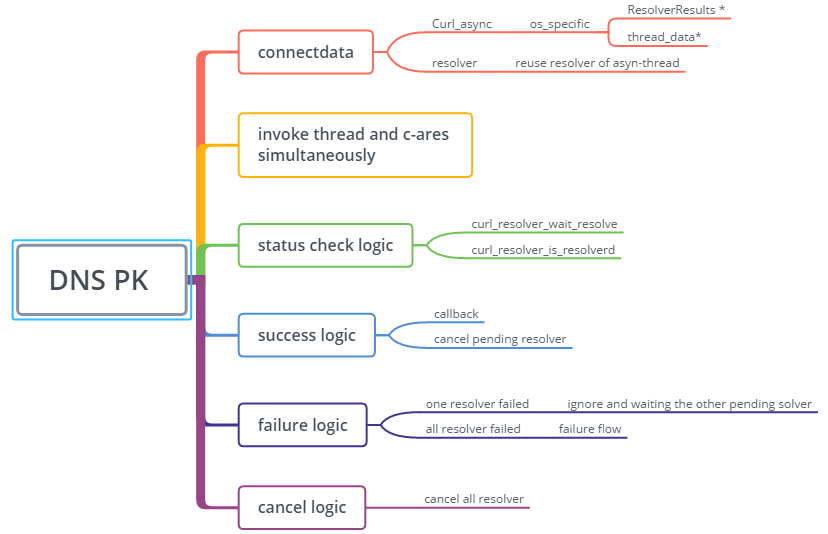 DNS PK
connectdata
Curl_async
os_specific
ResolverResults *
thread_data*
resolver
reuse resolver of asyn-thread
invoke thread and c-ares
simultaneously
status check logic
curl_resolver_wait_resolve
curl_resolver_is_resolverd
success logic
callback
cancel pending resolver
failure logic
one resolver failed
ignore and waiting the other pending solver
all resolver failed
failure flow
cancel logic
cancel all resolver